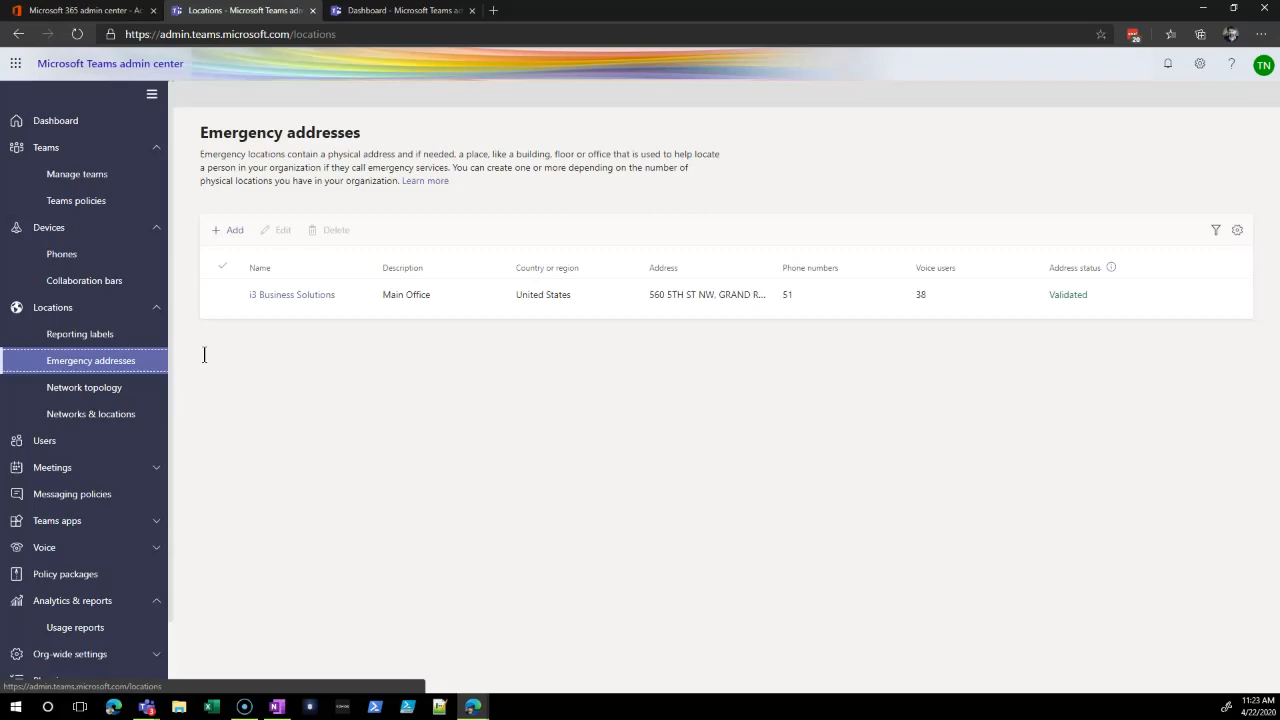 Microsoft 365 admin center - A
Locations - Microsoft Teams adm
Dashboard - Microsoft Teams ad
https://admin.teams.microsoft.com/locations
20
Microsoft Teams admin center
TN
Dashboard
Teams
Manage teams
Teams policies
Devices
Phones
Collaboration bars
Locations
Reporting labels
Emergency addresses
Network topology
Networks & locations
Users
Meetings
Messaging policies
Teams apps
Voice
Policy packages
Analytics & reports
Usage reports
Org-wide settings
https://admin.teams.microsoft.com/locations
Emergency addresses
Emergency locations contain a physical address and if needed, a place, like a building, floor or office that is used to help locate
a person in your organization if they call emergency services. You can create one or more depending on the number of
physical locations you have in your organization. Learn more
Add Edit Delete
Name Description Country or region Address Phone numbers Voice users Address status
i3 Business Solutions Main Office United States 560 5TH ST NW, GRAND R... 51 38 Validated
11:23 AM
4/22/2020